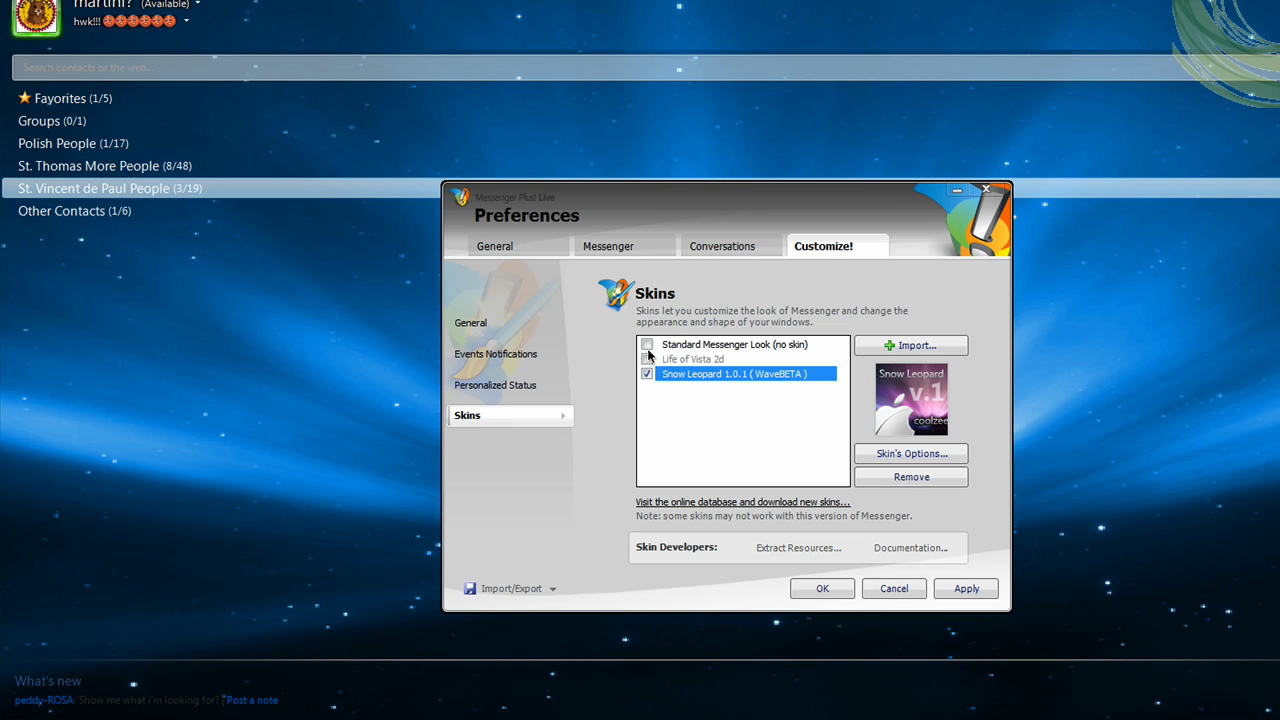 martini? (Available)
hwk!!!
Search contacts or the web...
Fayorites (1/5)
Groups (0/1)
Polish People (1/17)
St. Thomas More People (8/48)
St. Vincent de Paul People (3/19)
Other Contacts (1/6)
Messenger Plus! Live
Preferences
General
Messenger
Conversations
Customize!
General
Events Notifications
Personalized Status
Skins
Skins
Skins let you customize the look of Messenger and change the
appearance and shape of your windows.
Standard Messenger Look (no skin)
Life of Vista 2d
Snow Leopard 1.0.1 ( WaveBETA )
Import...
Snow Leopard
v.1
coolzee
Skin's Options...
Remove
Visit the online database and download new skins...
Note: some skins may not work with this version of Messenger.
Skin Developers:
Extract Resources...
Documentation...
Import/Export
OK
Cancel
Apply
What's new
peddy-ROSA: Show me what i'm looking for? | Post a note